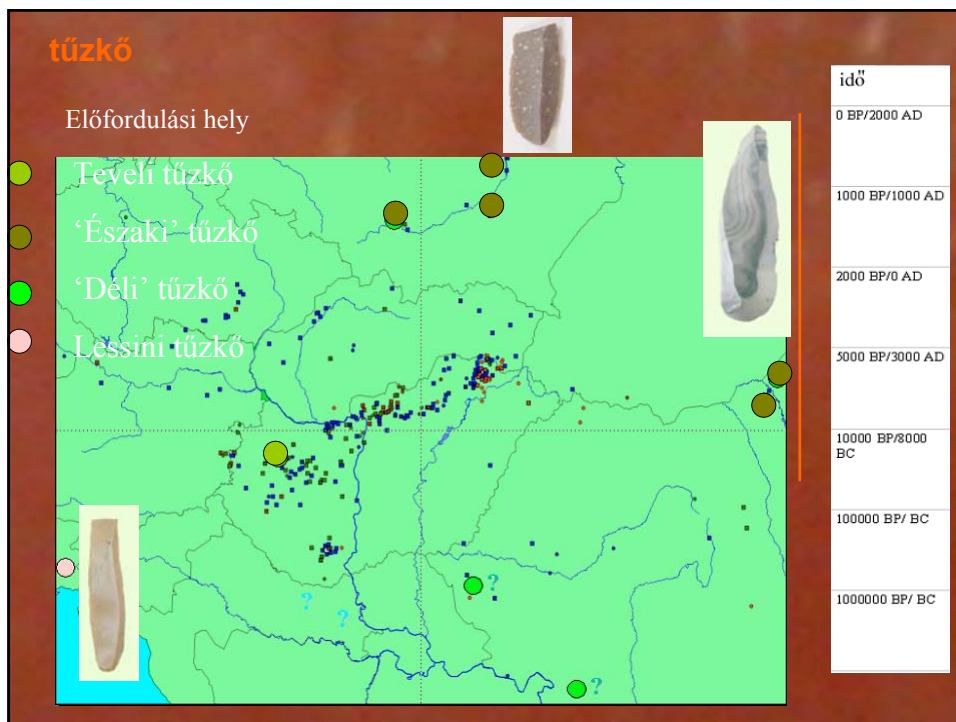 tűzkő
Előfordulási hely
Teveli tűzkő
‘Északi’ tűzkő
‘Déli’ tűzkő
Lessini tűzkő
?
?
?
?
idő
0 BP/2000 AD
1000 BP/1000 AD
2000 BP/0 AD
5000 BP/3000 AD
10000 BP/8000
BC
100000 BP/ BC
1000000 BP/ BC